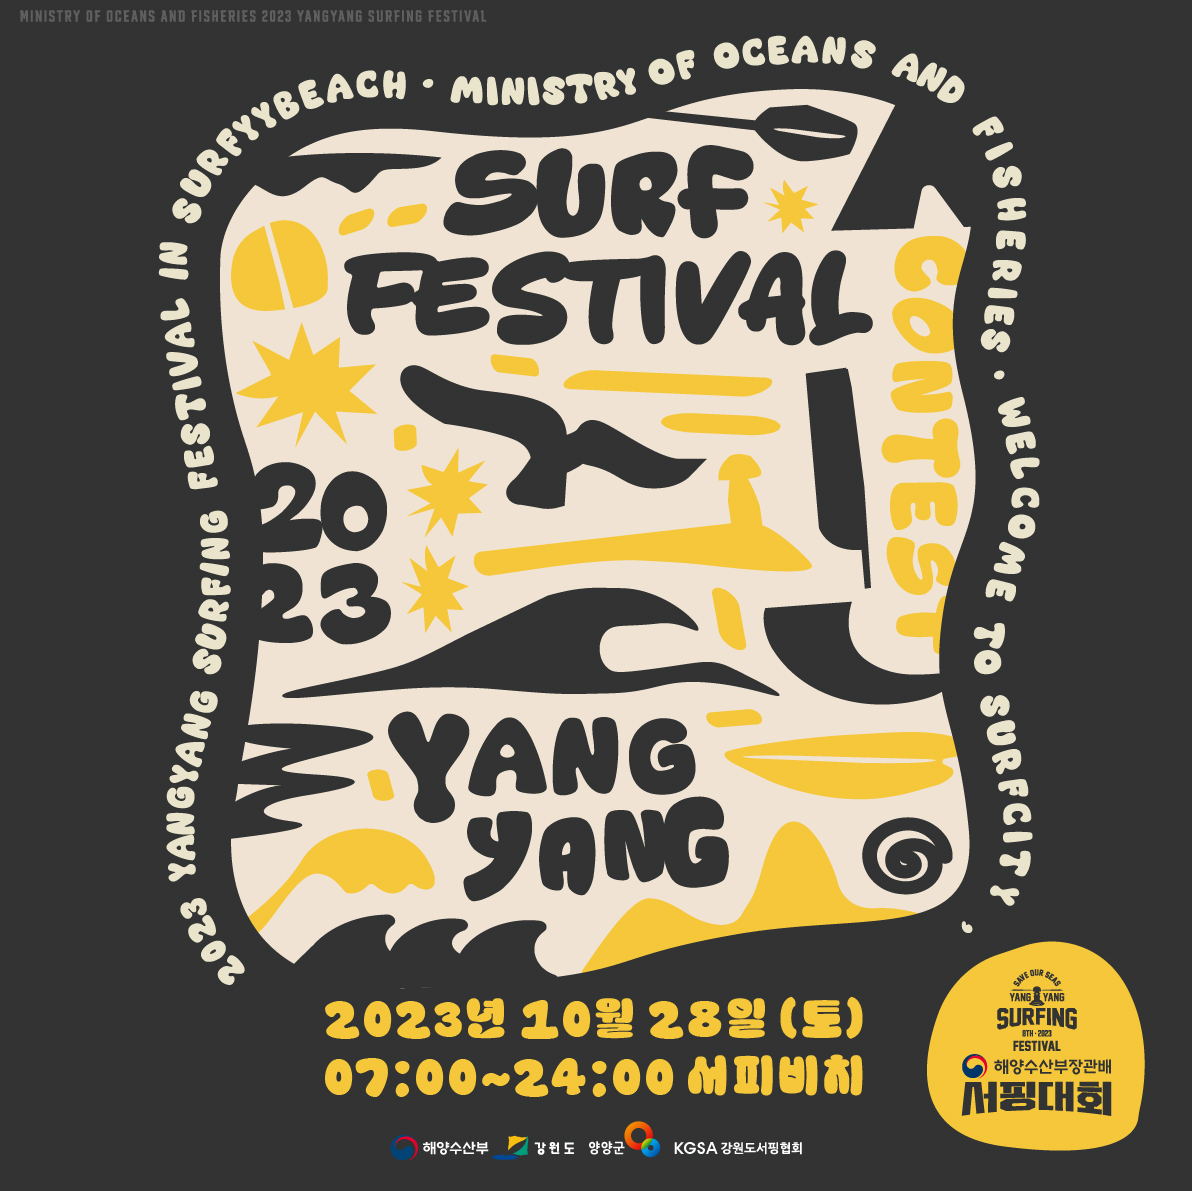 MINISTRY OF OCEANS AND FISHERIES 2023 YANGYANG SURFING FESTIVAL
2023 YANGYANG SURFING FESTIVAL IN SURFYYBEACH · MINISTRY OF OCEANS AND FISHERIES · WELCOME TO SURFCITY ,
SURF
FESTIVAL
CONTEST
20
23
YANG
YANG
2023년 10월 28일 (토)
07:00~24:00 서피비치
SAVE OUR SEAS
YANG YANG
SURFING
8TH · 2023
FESTIVAL
해양수산부장관배
서핑대회
해양수산부 강원도 양양군 KGSA 강원도서핑협회